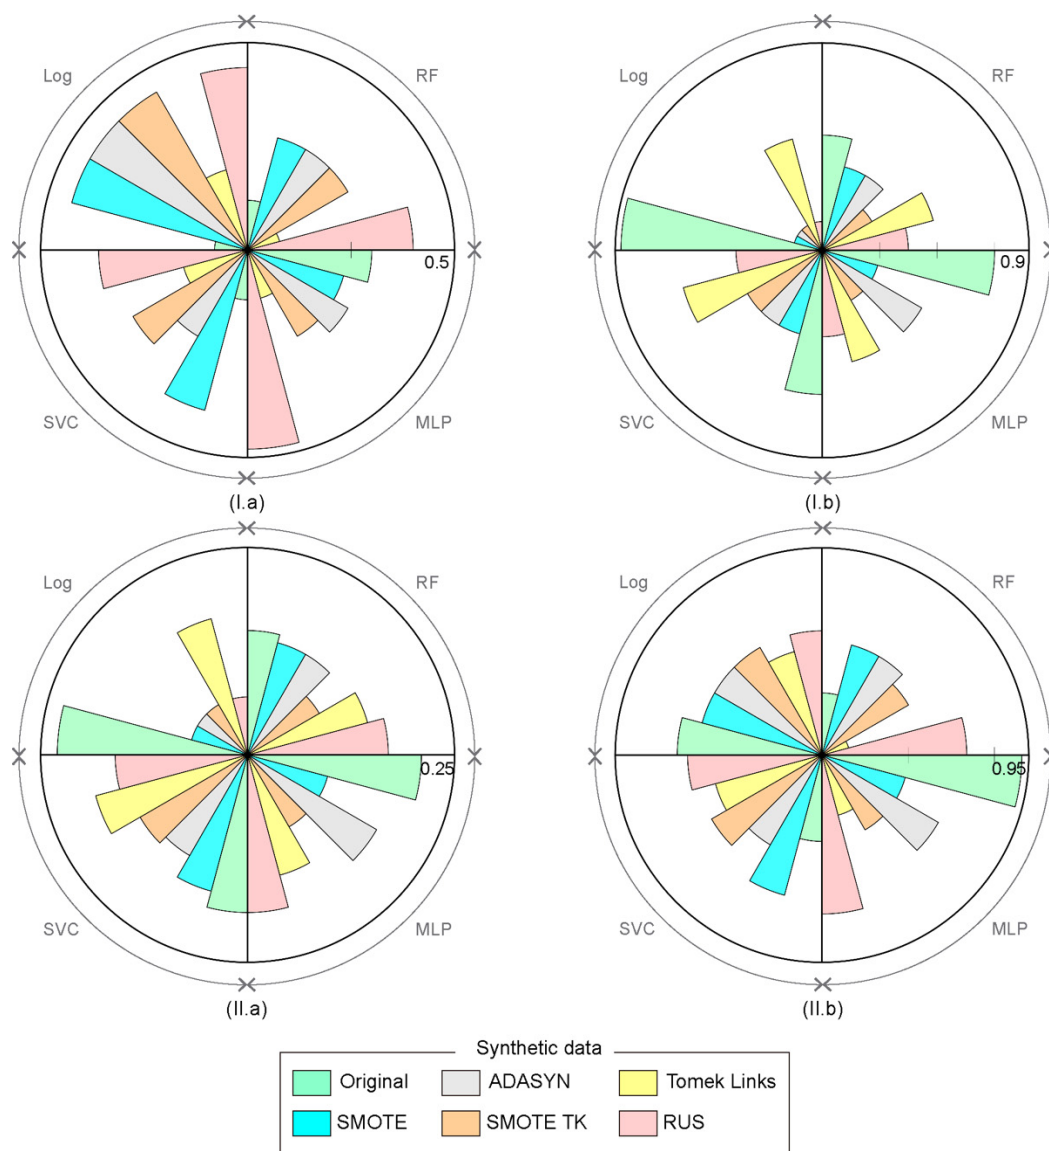 Log RF Log RF
0.5 0.9
SVC MLP SVC MLP
(I.a) (I.b)
Log RF Log RF
0.25 0.95
SVC MLP SVC MLP
(II.a) (II.b)
Synthetic data
Original ADASYN Tomek Links
SMOTE SMOTE TK RUS